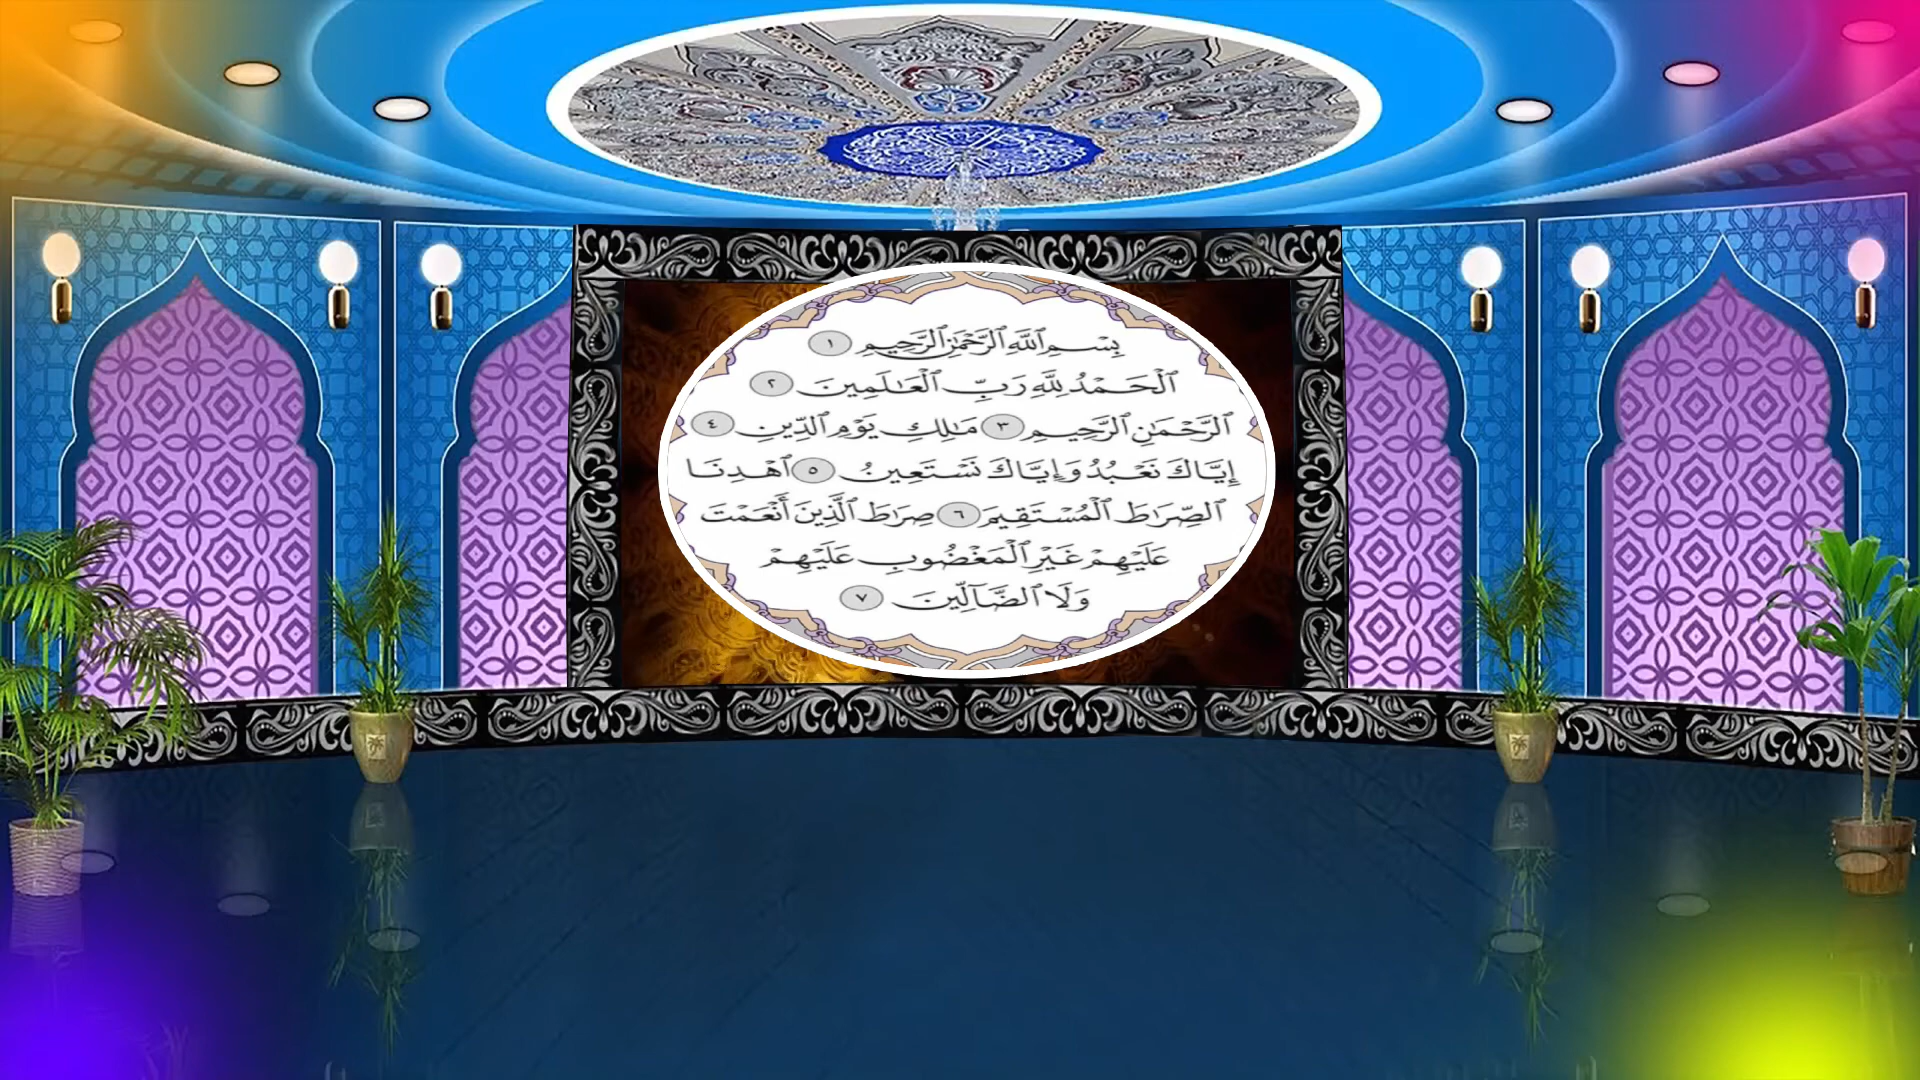 بِسْمِ ٱللَّهِ ٱلرَّحْمَٰنِ ٱلرَّحِيمِ ١
ٱلْحَمْدُ لِلَّهِ رَبِّ ٱلْعَٰلَمِينَ ٢
ٱلرَّحْمَٰنِ ٱلرَّحِيمِ ٣ مَٰلِكِ يَوْمِ ٱلدِّينِ ٤
إِيَّاكَ نَعْبُدُ وَإِيَّاكَ نَسْتَعِينُ ٥ ٱهْدِنَا
ٱلصِّرَٰطَ ٱلْمُسْتَقِيمَ ٦ صِرَٰطَ ٱلَّذِينَ أَنْعَمْتَ
عَلَيْهِمْ غَيْرِ ٱلْمَغْضُوبِ عَلَيْهِمْ
وَلَا ٱلضَّآلِّينَ ٧